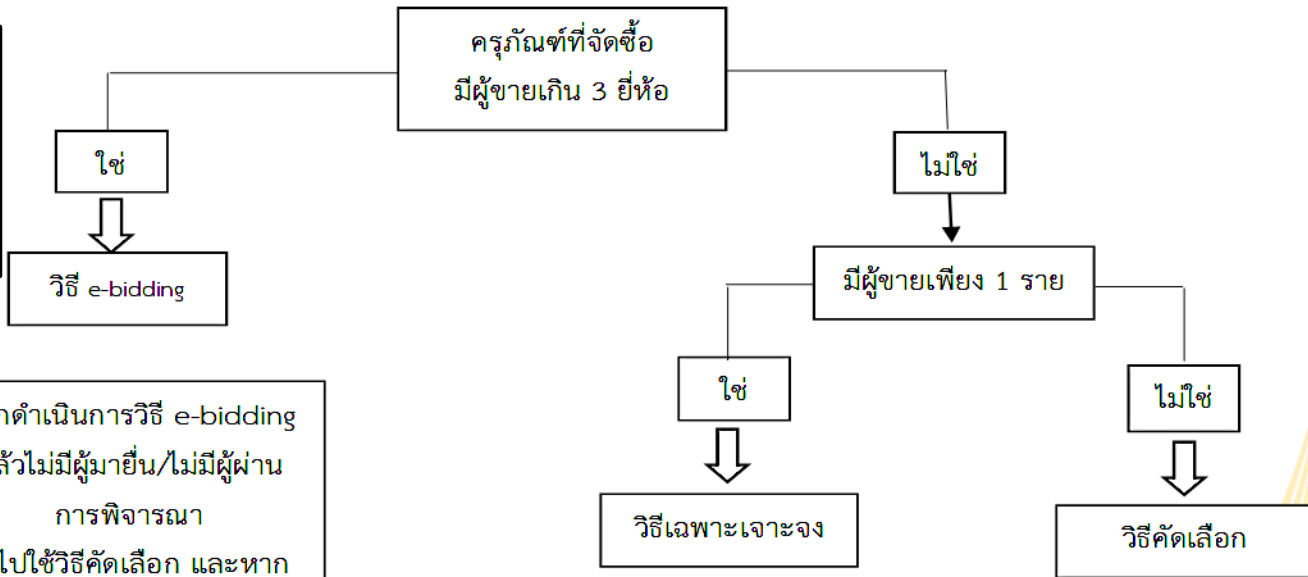 ครุภัณฑ์ที่จัดซื้อ
มีผู้ขายเกิน 3 ยี่ห้อ
ใช่
ไม่ใช่
วิธี e-bidding
มีผู้ขายเพียง 1 ราย
ใช่
ไม่ใช่
วิธีเฉพาะเจาะจง
วิธีคัดเลือก
ดำเนินการวิธี e-bidding
ไม่มีผู้มายื่น/ไม่มีผู้ผ่าน
การพิจารณา
ไปใช้วิธีคัดเลือก และหาก